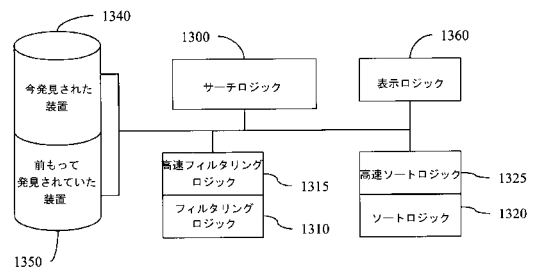 1340
1300
1360
今発見された
装置
サーチロジック
表示ロジック
前もって
発見されていた
装置
高速フィルタリング
ロジック
1315
高速ソートロジック
1325
フィルタリング
ロジック
1310
ソートロジック
1320
1350